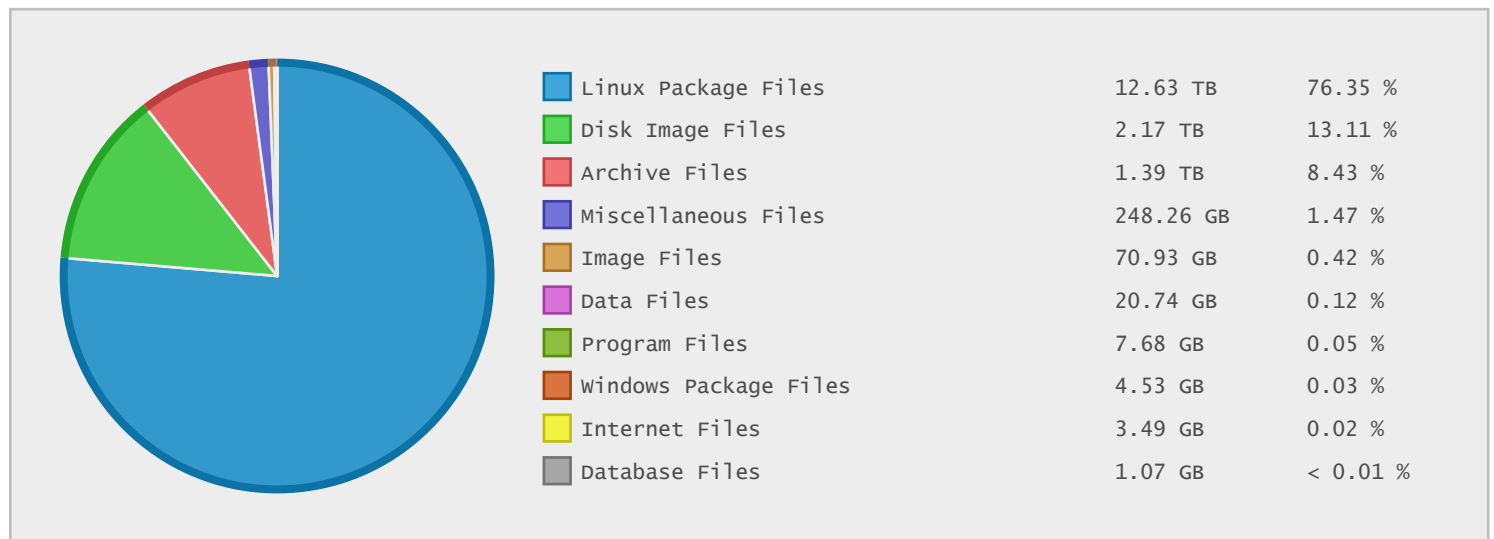 Linux Package Files 12.63 TB 76.35 %
Disk Image Files 2.17 TB 13.11 %
Archive Files 1.39 TB 8.43 %
Miscellaneous Files 248.26 GB 1.47 %
Image Files 70.93 GB 0.42 %
Data Files 20.74 GB 0.12 %
Program Files 7.68 GB 0.05 %
Windows Package Files 4.53 GB 0.03 %
Internet Files 3.49 GB 0.02 %
Database Files 1.07 GB < 0.01 %